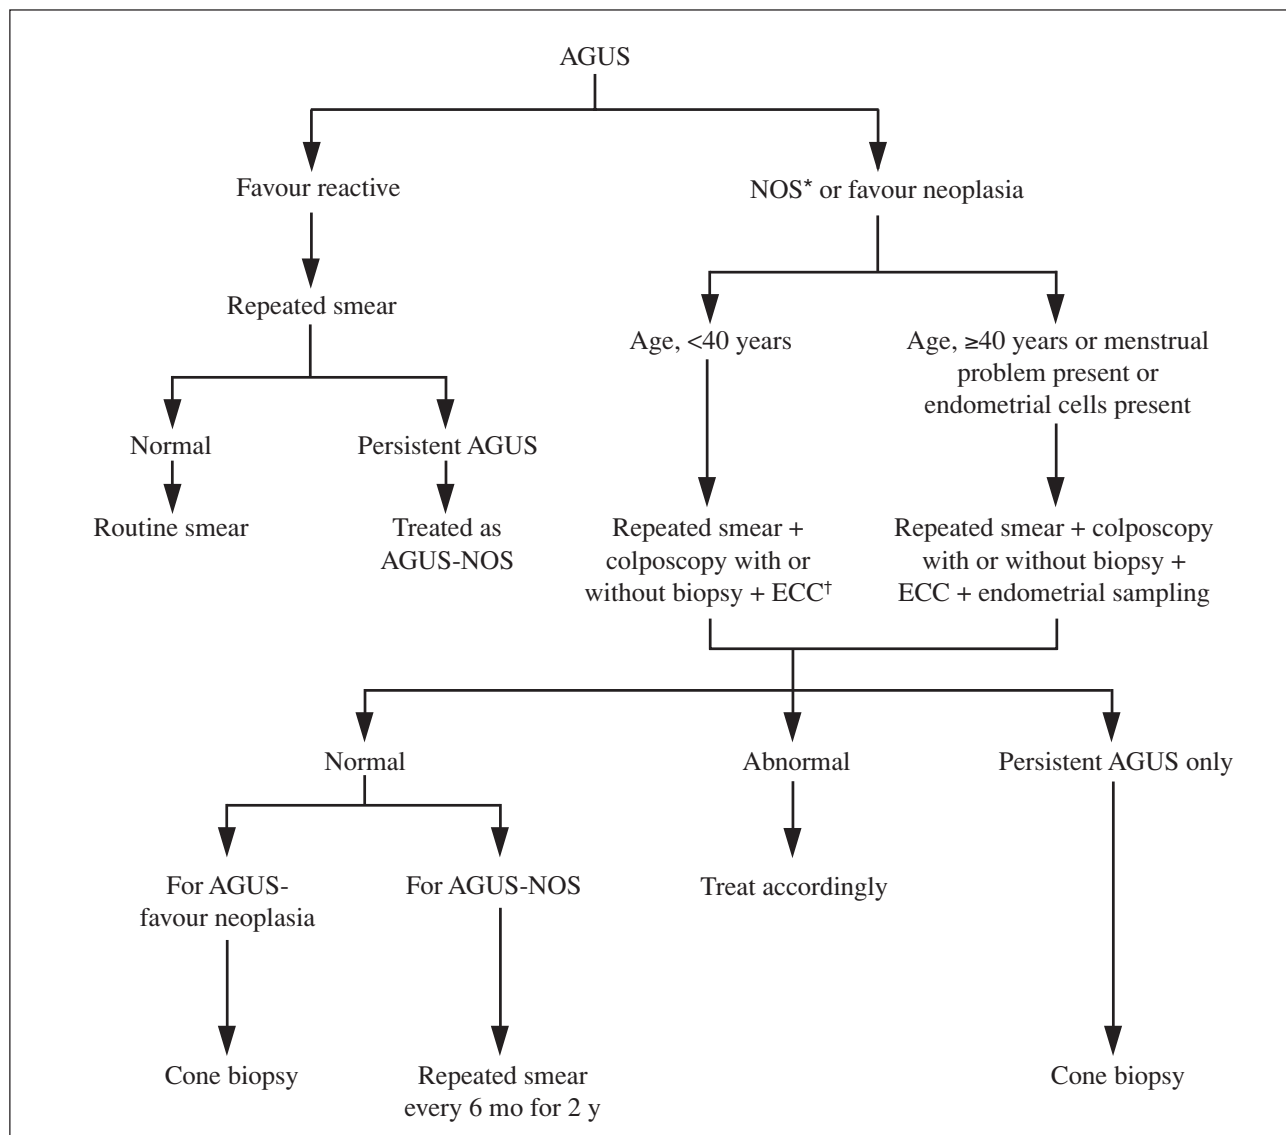 AGUS
Favour reactive
NOS* or favour neoplasia
Repeated smear
Age, <40 years
Age, ≥40 years or menstrual
problem present or
endometrial cells present
Normal
Persistent AGUS
Routine smear
Treated as
AGUS-NOS
Repeated smear +
colposcopy with or
without biopsy + ECC†
Repeated smear + colposcopy
with or without biopsy +
ECC + endometrial sampling
Normal
Abnormal
Persistent AGUS only
For AGUS-
favour neoplasia
For AGUS-NOS
Treat accordingly
Cone biopsy
Repeated smear
every 6 mo for 2 y
Cone biopsy